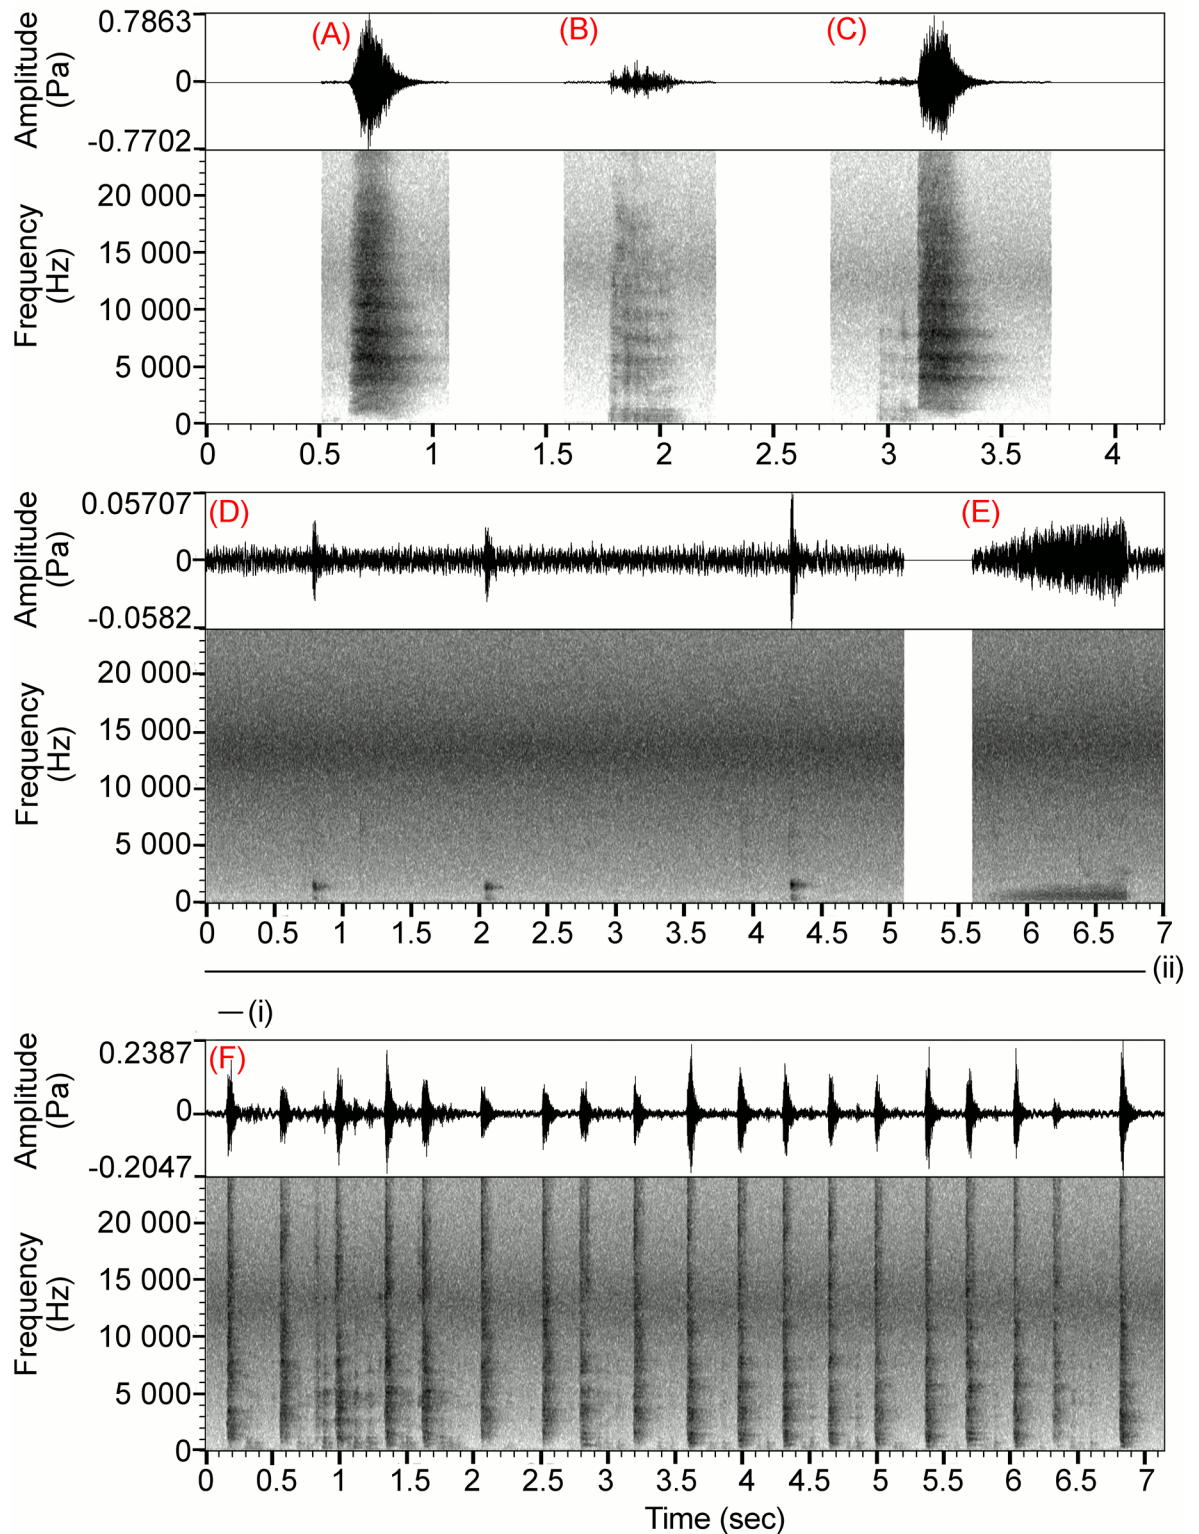 Amplitude
(Pa)
0.7863
0
-0.7702
(A)
(B)
(C)
Frequency
(Hz)
20 000
15 000
10 000
5 000
0
0 0.5 1 1.5 2 2.5 3 3.5 4
Amplitude
(Pa)
0.05707
0
-0.0582
(D)
(E)
Frequency
(Hz)
20 000
15 000
10 000
5 000
0
0 0.5 1 1.5 2 2.5 3 3.5 4 4.5 5 5.5 6 6.5 7
(ii)
(i)
Amplitude
(Pa)
0.2387
0
-0.2047
(F)
Frequency
(Hz)
20 000
15 000
10 000
5 000
0
0 0.5 1 1.5 2 2.5 3 3.5 4 4.5 5 5.5 6 6.5 7
Time (sec)